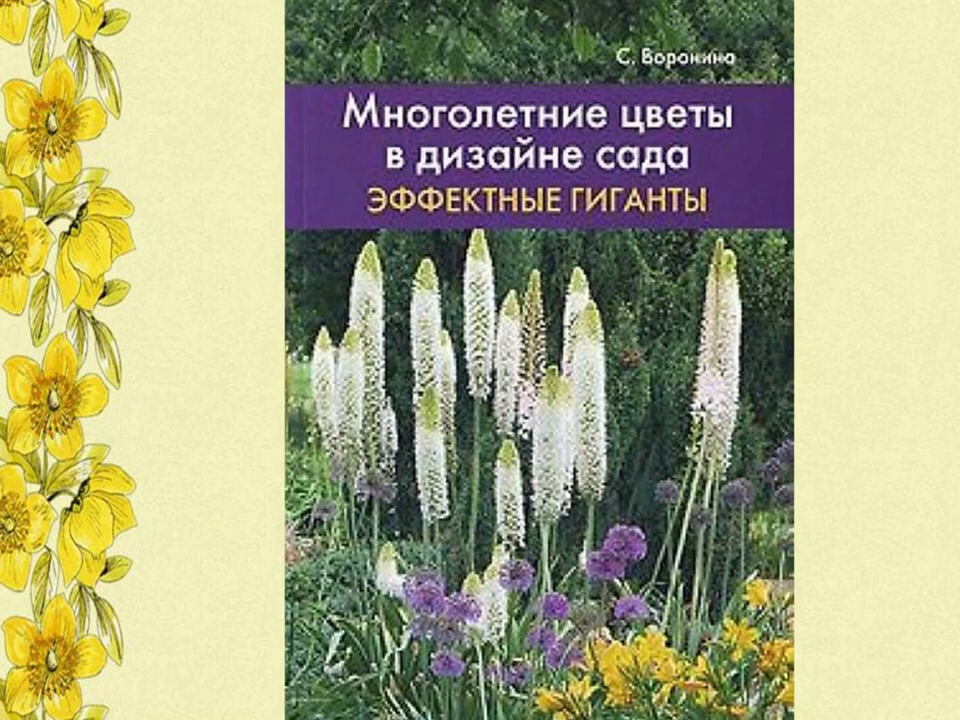 С. Воронина
Многолетние цветы
в дизайне сада
ЭФФЕКТНЫЕ ГИГАНТЫ